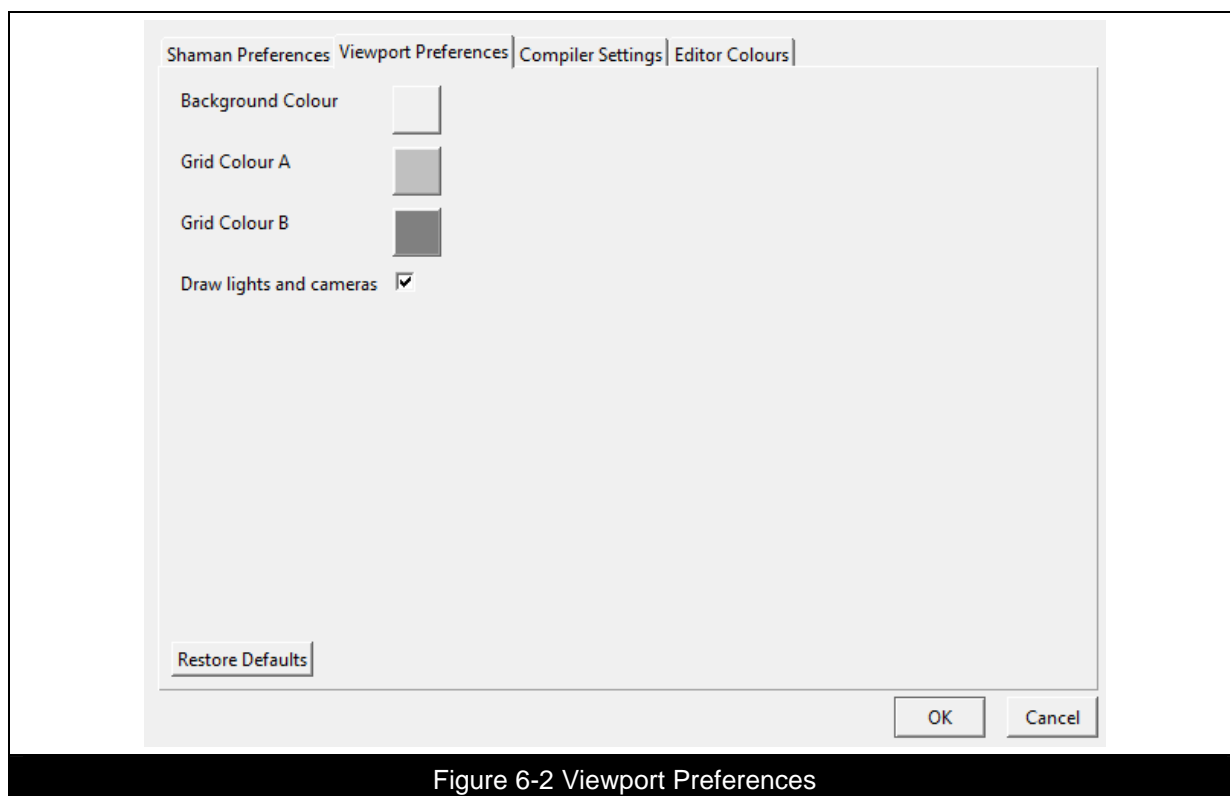 Shaman Preferences Viewport Preferences Compiler Settings Editor Colours
Background Colour
Grid Colour A
Grid Colour B
Draw lights and cameras
Restore Defaults
OK Cancel
Figure 6-2 Viewport Preferences